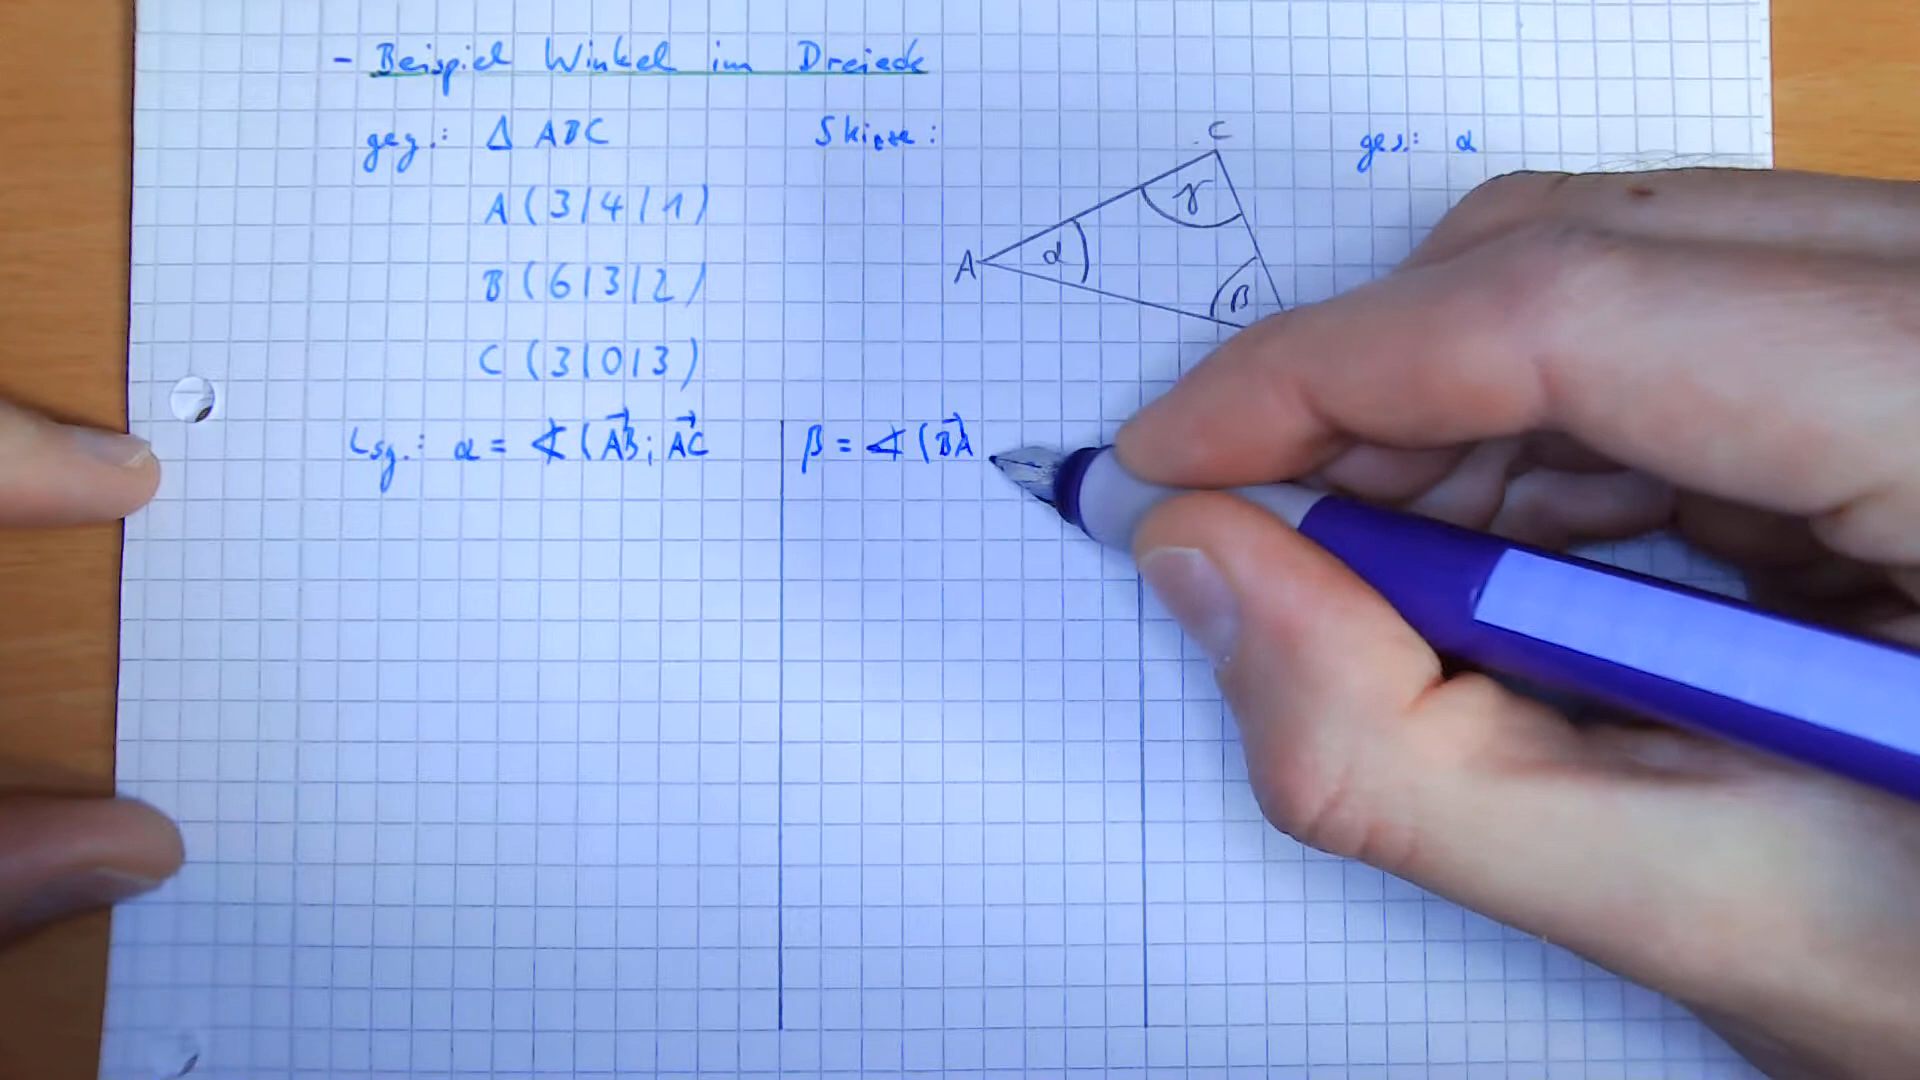 - Beispiel Winkel im Dreieck
geg.: Δ ABC
Skizze:
ges.: α
A (3|4|1)
B (6|3|2)
C (3|0|3)
C
γ
A
α
β
Lsg.: α = ∢ (A⃗B⃗; A⃗C⃗
β = ∢ (B⃗A⃗